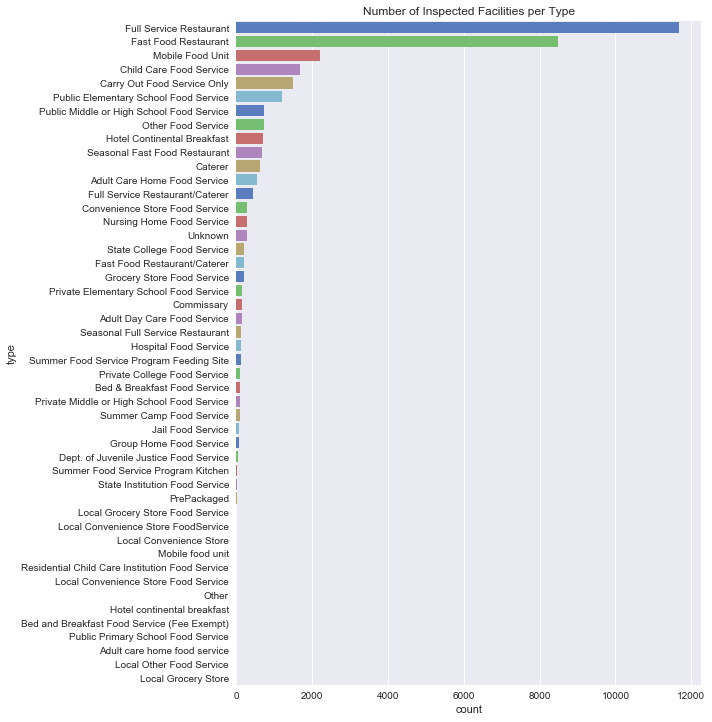 Number of Inspected Facilities per Type
Full Service Restaurant
Fast Food Restaurant
Mobile Food Unit
Child Care Food Service
Carry Out Food Service Only
Public Elementary School Food Service
Public Middle or High School Food Service
Other Food Service
Hotel Continental Breakfast
Seasonal Fast Food Restaurant
Caterer
Adult Care Home Food Service
Full Service Restaurant/Caterer
Convenience Store Food Service
Nursing Home Food Service
Unknown
State College Food Service
Fast Food Restaurant/Caterer
Grocery Store Food Service
Private Elementary School Food Service
Commissary
Adult Day Care Food Service
Seasonal Full Service Restaurant
Hospital Food Service
Summer Food Service Program Feeding Site
Private College Food Service
Bed & Breakfast Food Service
Private Middle or High School Food Service
Summer Camp Food Service
Jail Food Service
Group Home Food Service
Dept. of Juvenile Justice Food Service
Summer Food Service Program Kitchen
State Institution Food Service
PrePackaged
Local Grocery Store Food Service
Local Convenience Store FoodService
Local Convenience Store
Mobile food unit
Residential Child Care Institution Food Service
Local Convenience Store Food Service
Other
Hotel continental breakfast
Bed and Breakfast Food Service (Fee Exempt)
Public Primary School Food Service
Adult care home food service
Local Other Food Service
Local Grocery Store
type
0 2000 4000 6000 8000 10000 12000
count